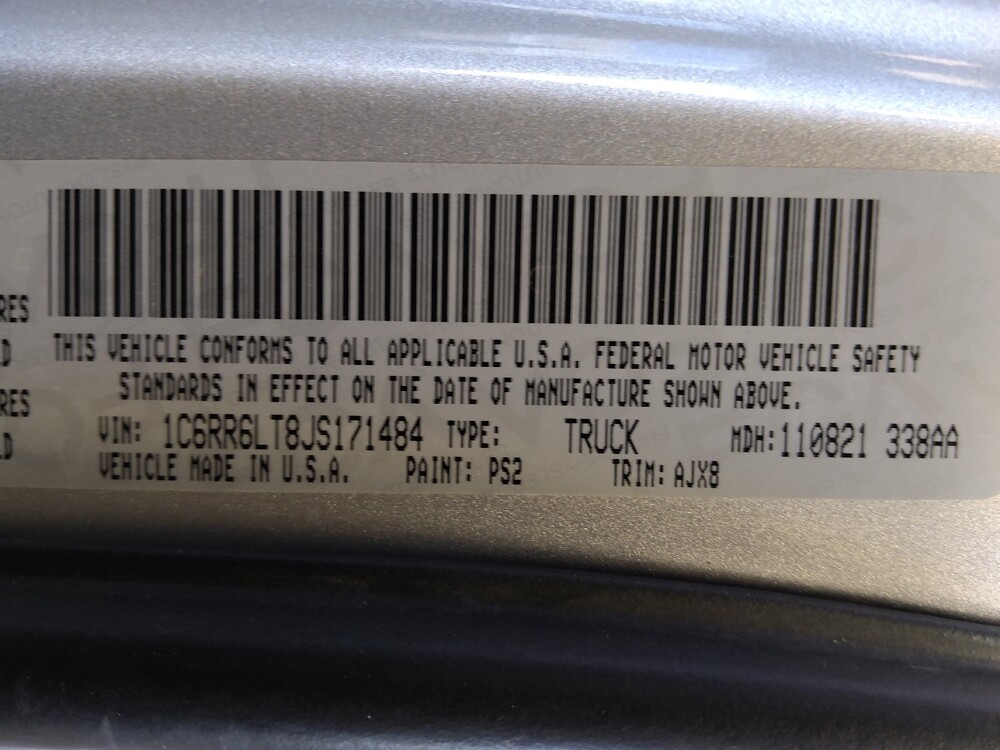 RES
D
THIS VEHICLE CONFORMS TO ALL APPLICABLE U.S.A. FEDERAL MOTOR VEHICLE SAFETY
STANDARDS IN EFFECT ON THE DATE OF MANUFACTURE SHOWN ABOVE.
RES
LD
VIN: 1C6RR6LT8JS171484 TYPE: TRUCK MDH:110821 338AA
VEHICLE MADE IN U.S.A. PAINT: PS2 TRIM: AJX8